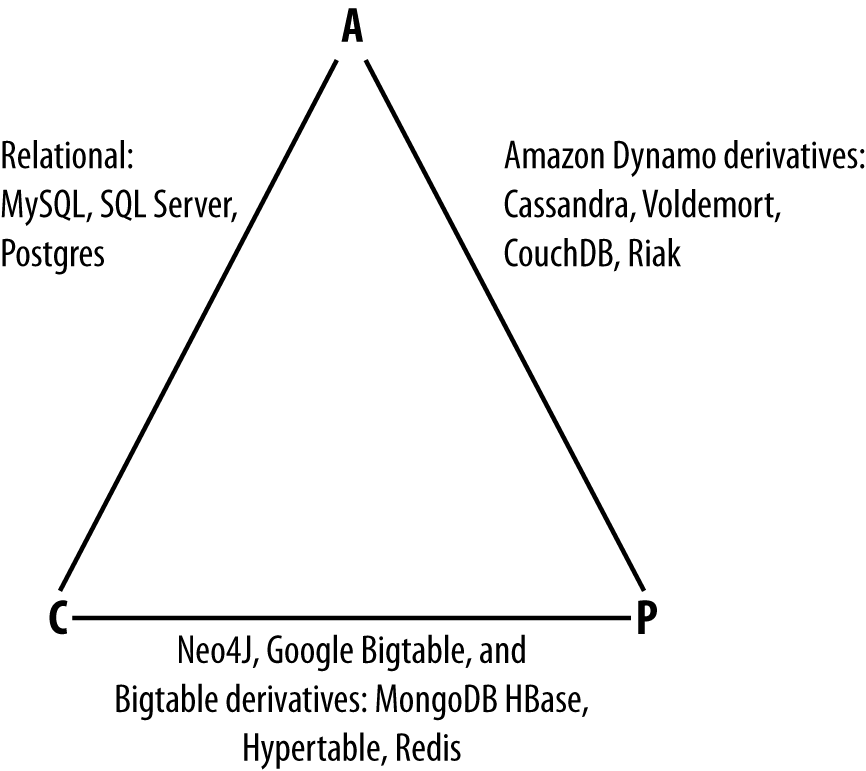 A
Relational:
MySQL, SQL Server,
Postgres
Amazon Dynamo derivatives:
Cassandra, Voldemort,
CouchDB, Riak
C
P
Neo4J, Google Bigtable, and
Bigtable derivatives: MongoDB HBase,
Hypertable, Redis